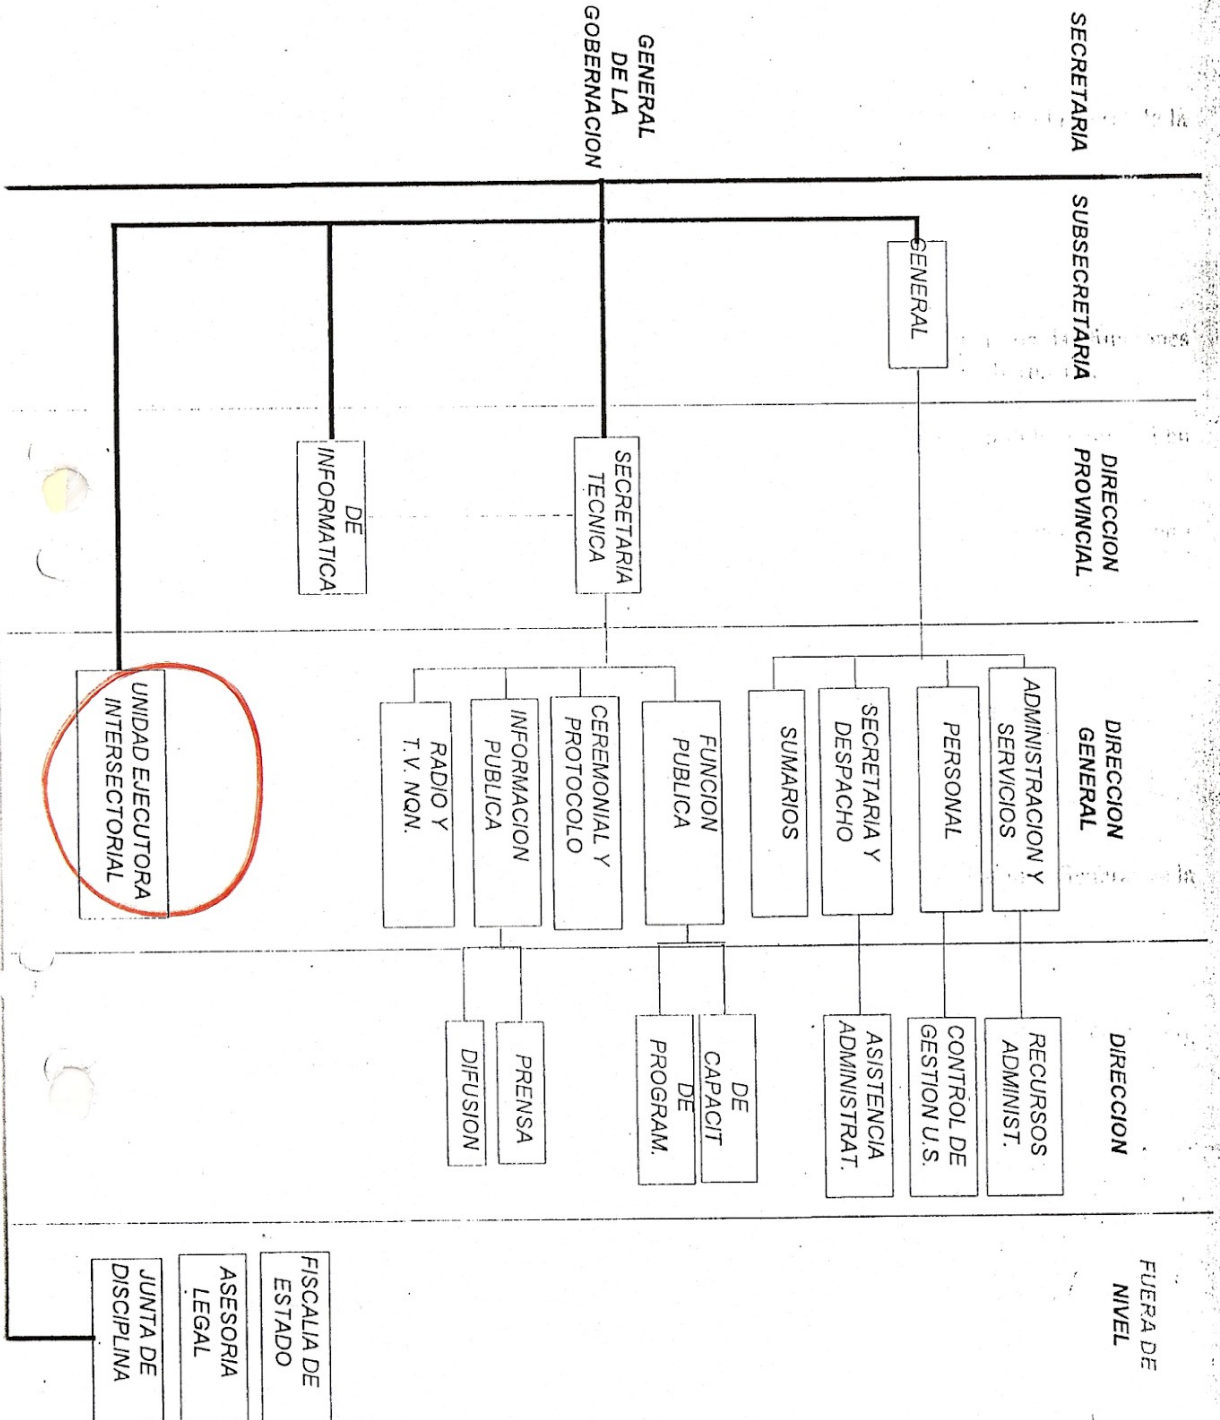 SECRETARIA
SUBSECRETARIA
DIRECCION
PROVINCIAL
DIRECCION
GENERAL
DIRECCION
FUERA DE
NIVEL
GENERAL
DE LA
GOBERNACION
GENERAL
SECRETARIA
TECNICA
DE
INFORMATICA
ADMINISTRACION Y
SERVICIOS
PERSONAL
SECRETARIA Y
DESPACHO
SUMARIOS
FUNCION
PUBLICA
CEREMONIAL Y
PROTOCOLO
INFORMACION
PUBLICA
RADIO Y
T.V. NQN.
UNIDAD EJECUTORA
INTERSECTORIAL
RECURSOS
ADMINIST.
CONTROL DE
GESTION U.S.
ASISTENCIA
ADMINISTRAT.
DE
CAPACIT
DE
PROGRAM.
PRENSA
DIFUSION
FISCALIA DE
ESTADO
ASESORIA
LEGAL
JUNTA DE
DISCIPLINA